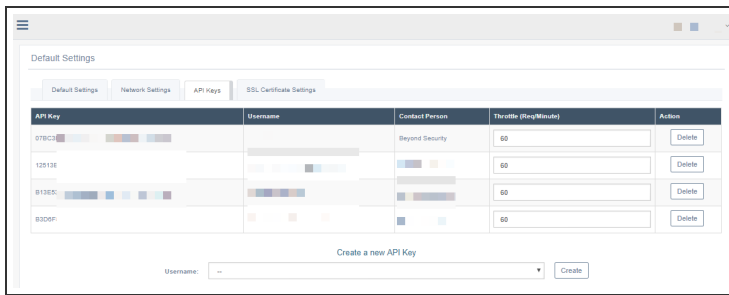 Default Settings
Default Settings Network Settings API Keys SSL Certificate Settings
API Key Username Contact Person Throttle (Req/Minute) Action
07BC3 Beyond Security 60 Delete
12513E 60 Delete
B13E5 60 Delete
B3D6F 60 Delete
Create a new API Key
Username: -- Create